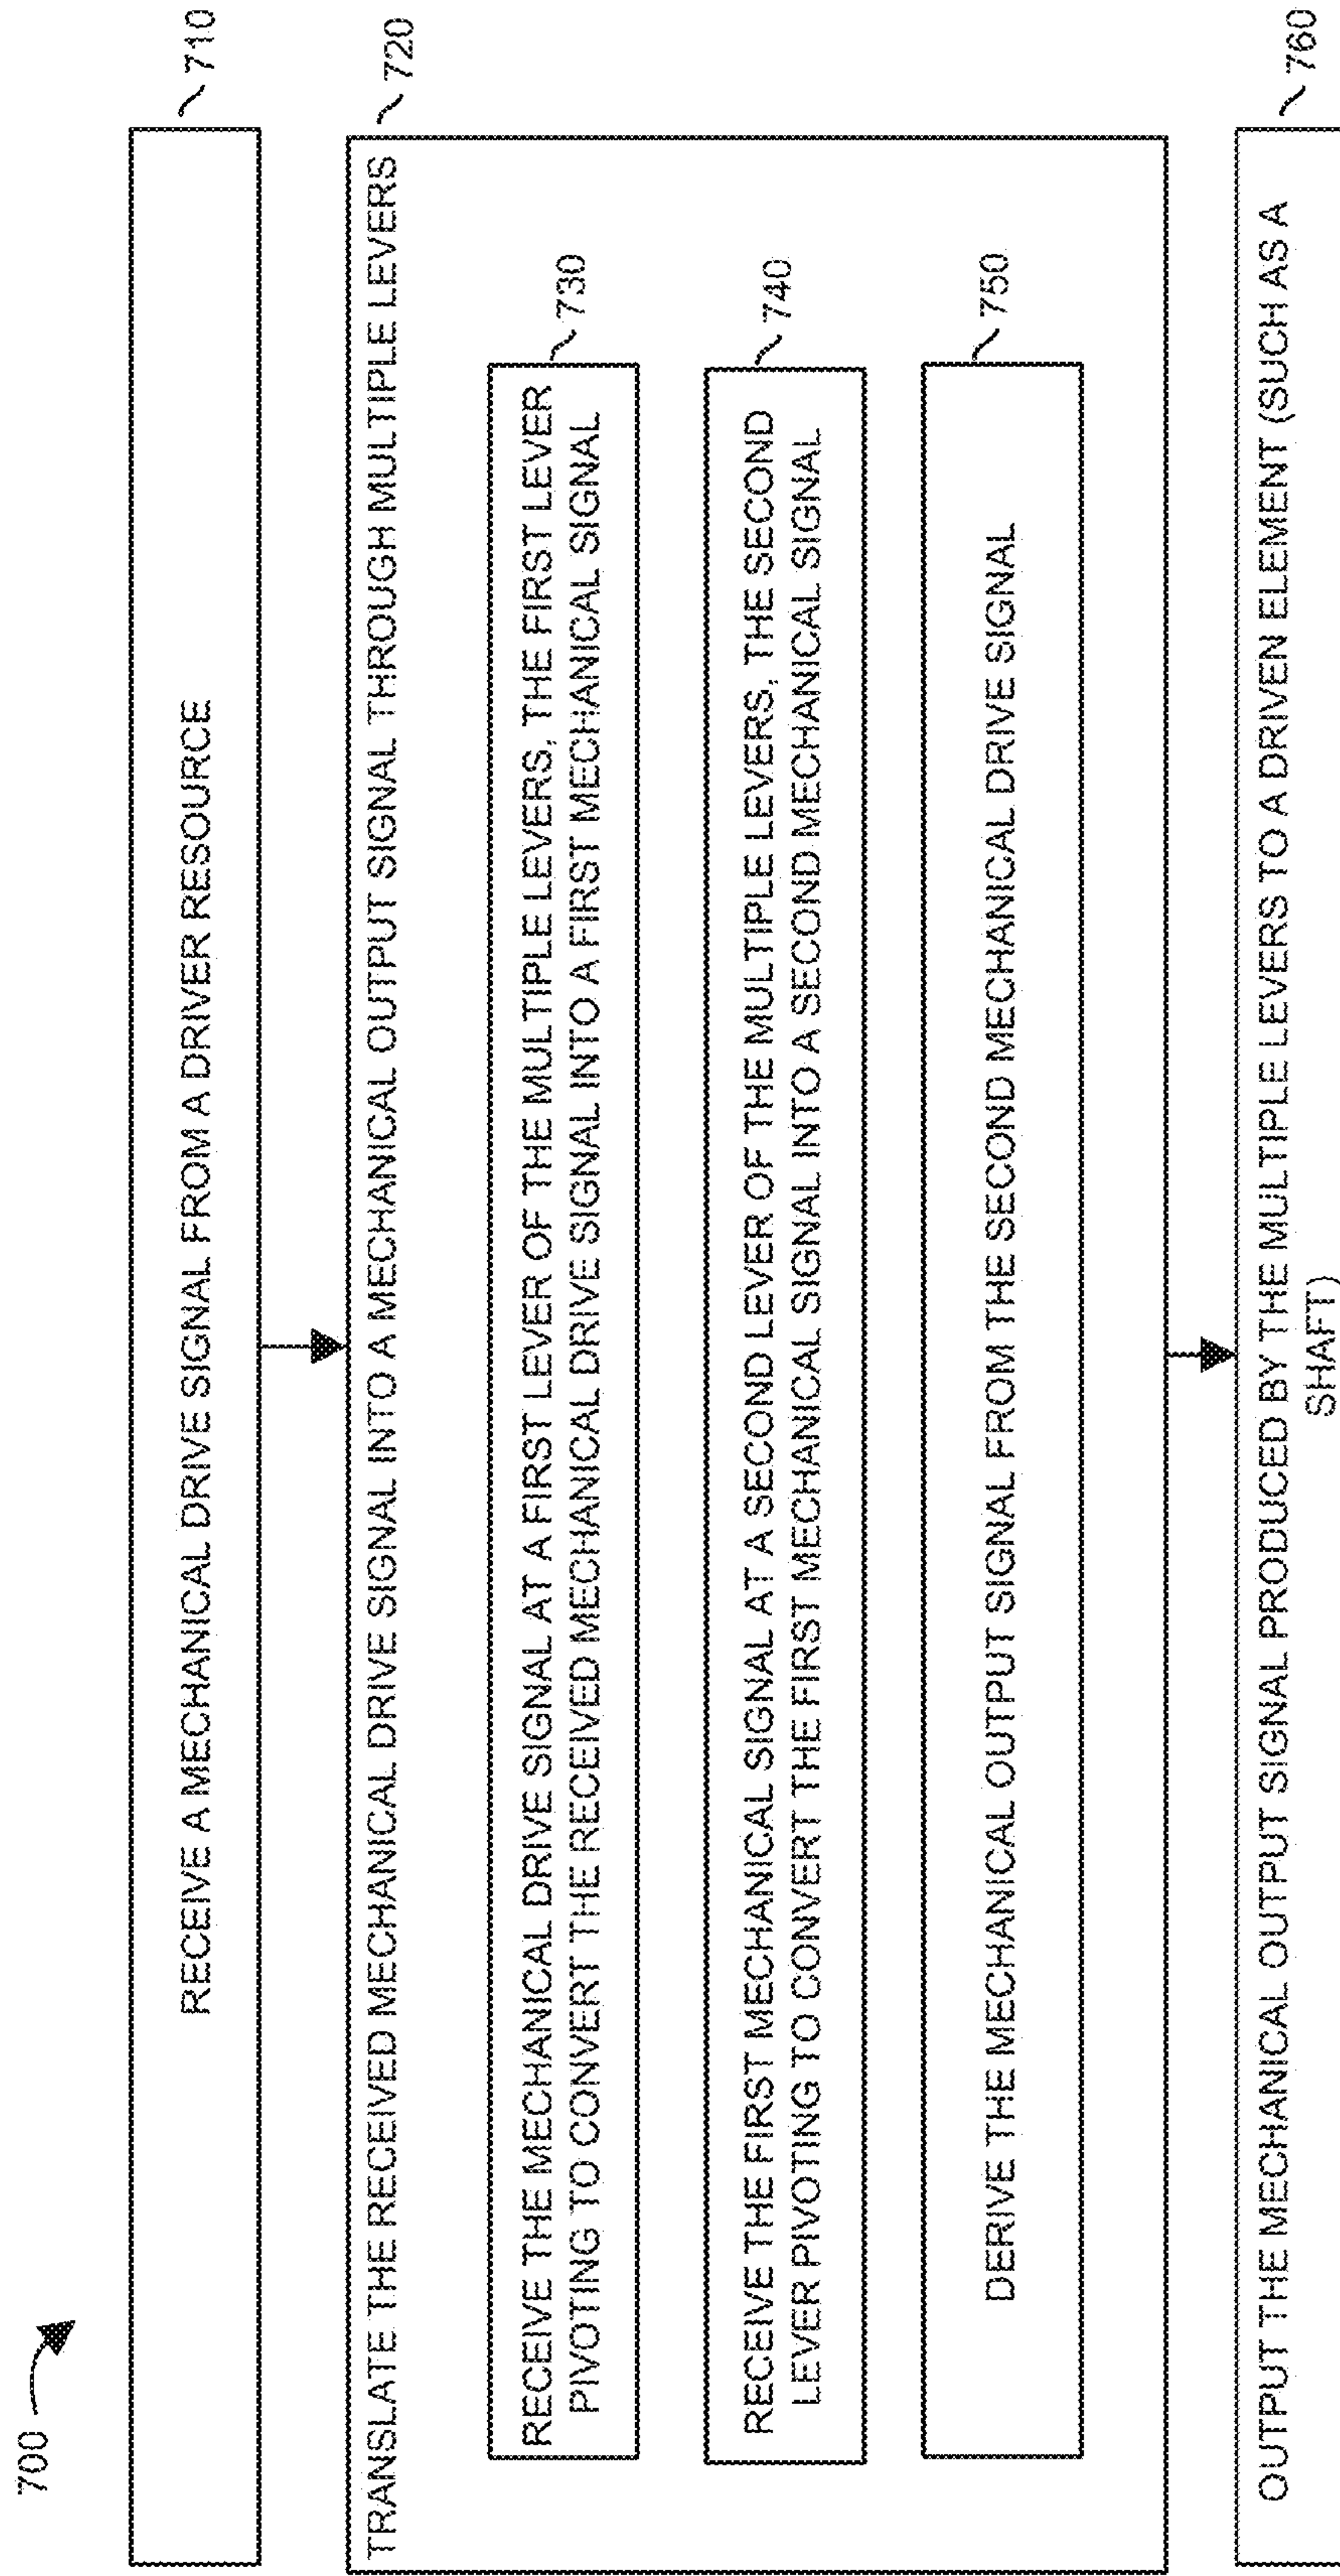 700
RECEIVE A MECHANICAL DRIVE SIGNAL FROM A DRIVER RESOURCE
710
TRANSLATE THE RECEIVED MECHANICAL DRIVE SIGNAL INTO A MECHANICAL OUTPUT SIGNAL THROUGH MULTIPLE LEVERS
720
RECEIVE THE MECHANICAL DRIVE SIGNAL AT A FIRST LEVER OF THE MULTIPLE LEVERS, THE FIRST LEVER
PIVOTING TO CONVERT THE RECEIVED MECHANICAL DRIVE SIGNAL INTO A FIRST MECHANICAL SIGNAL
730
RECEIVE THE FIRST MECHANICAL SIGNAL AT A SECOND LEVER OF THE MULTIPLE LEVERS, THE SECOND
LEVER PIVOTING TO CONVERT THE FIRST MECHANICAL SIGNAL INTO A SECOND MECHANICAL SIGNAL
740
DERIVE THE MECHANICAL OUTPUT SIGNAL FROM THE SECOND MECHANICAL DRIVE SIGNAL
750
OUTPUT THE MECHANICAL OUTPUT SIGNAL PRODUCED BY THE MULTIPLE LEVERS TO A DRIVEN ELEMENT (SUCH AS A
SHAFT)
760